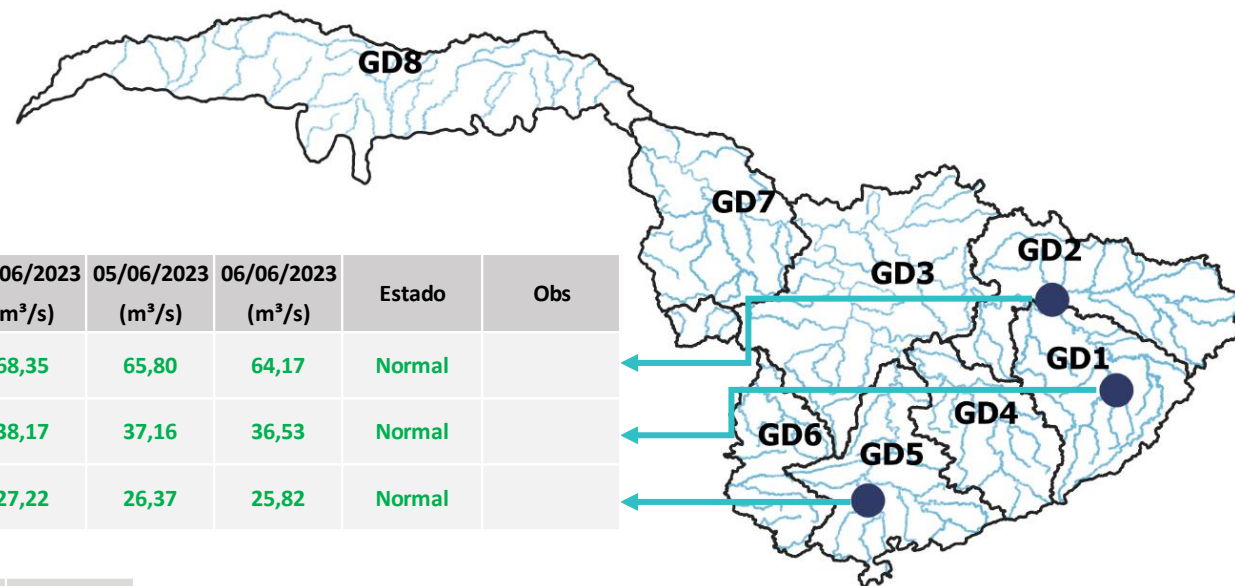 GD8
GD7
GD2
GD3
GD1
GD4
GD6
GD5
06/2023 05/06/2023 06/06/2023 Estado Obs
m³/s) (m³/s) (m³/s)
68,35 65,80 64,17 Normal
38,17 37,16 36,53 Normal
27,22 26,37 25,82 Normal